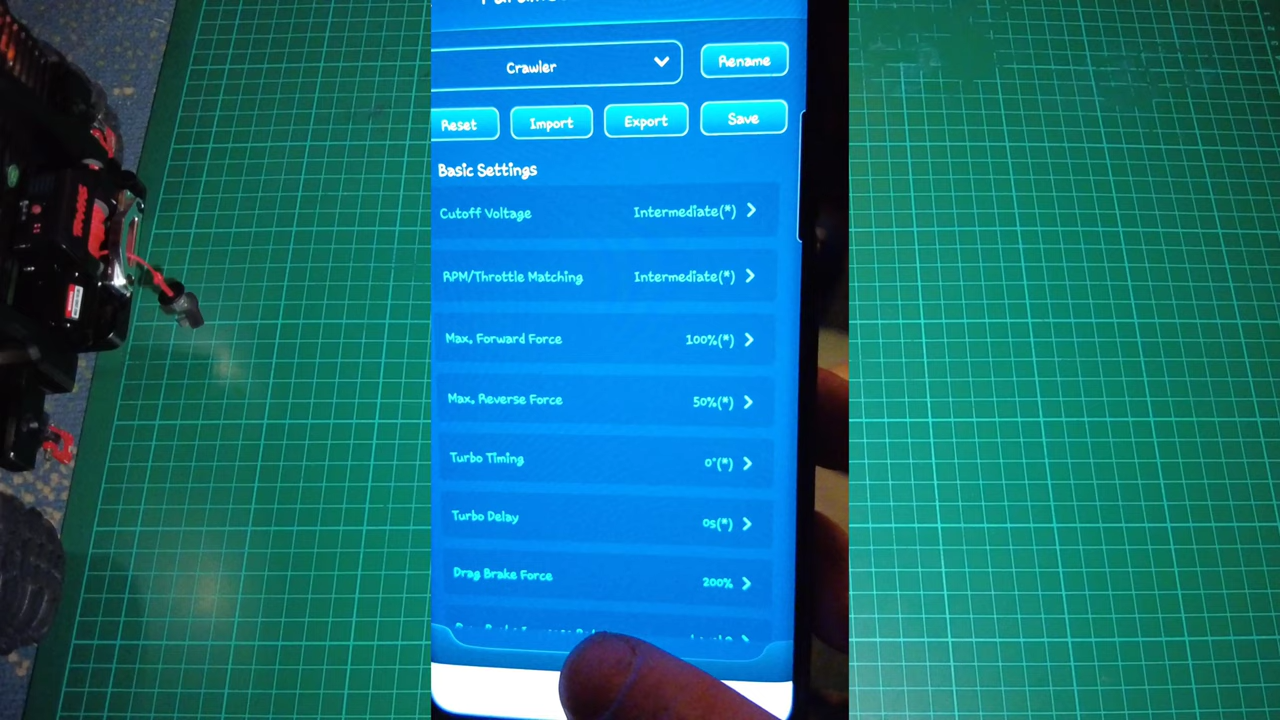 Crawler
Rename
Reset Import Export Save
Basic Settings
Cutoff Voltage Intermediate(*)
RPM/Throttle Matching Intermediate(*)
Max. Forward Force 100%(*)
Max. Reverse Force 50%(*)
Turbo Timing 0°(*)
Turbo Delay 0s(*)
Drag Brake Force 200%